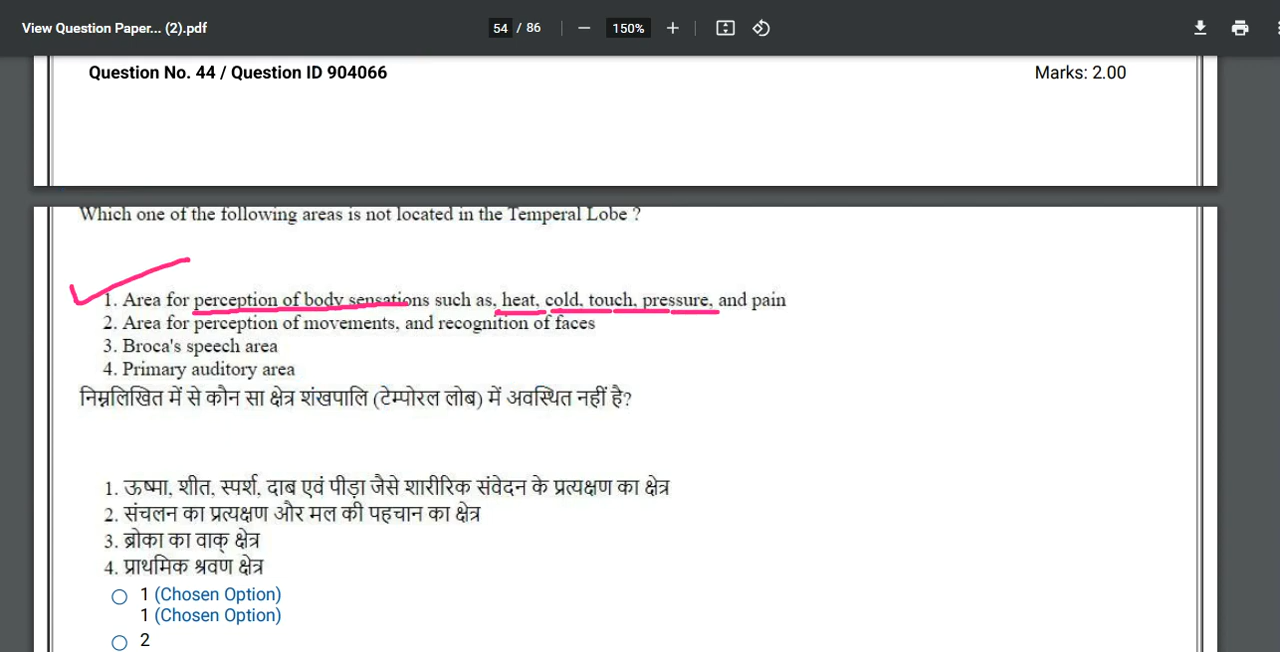 View Question Paper... (2).pdf
54 / 86
150%
Question No. 44 / Question ID 904066
Marks: 2.00
Which one of the following areas is not located in the Temperal Lobe ?
1. Area for perception of body sensations such as, heat, cold, touch, pressure, and pain
2. Area for perception of movements, and recognition of faces
3. Broca's speech area
4. Primary auditory area
निम्नलिखित में से कौन सा क्षेत्र शंखपालि (टेम्पोरल लोब) में अवस्थित नहीं है?
1. ऊष्मा, शीत, स्पर्श, दाब एवं पीड़ा जैसे शारीरिक संवेदन के प्रत्यक्षण का क्षेत्र
2. संचलन का प्रत्यक्षण और मल की पहचान का क्षेत्र
3. ब्रोका का वाक् क्षेत्र
4. प्राथमिक श्रवण क्षेत्र
1 (Chosen Option)
1 (Chosen Option)
2